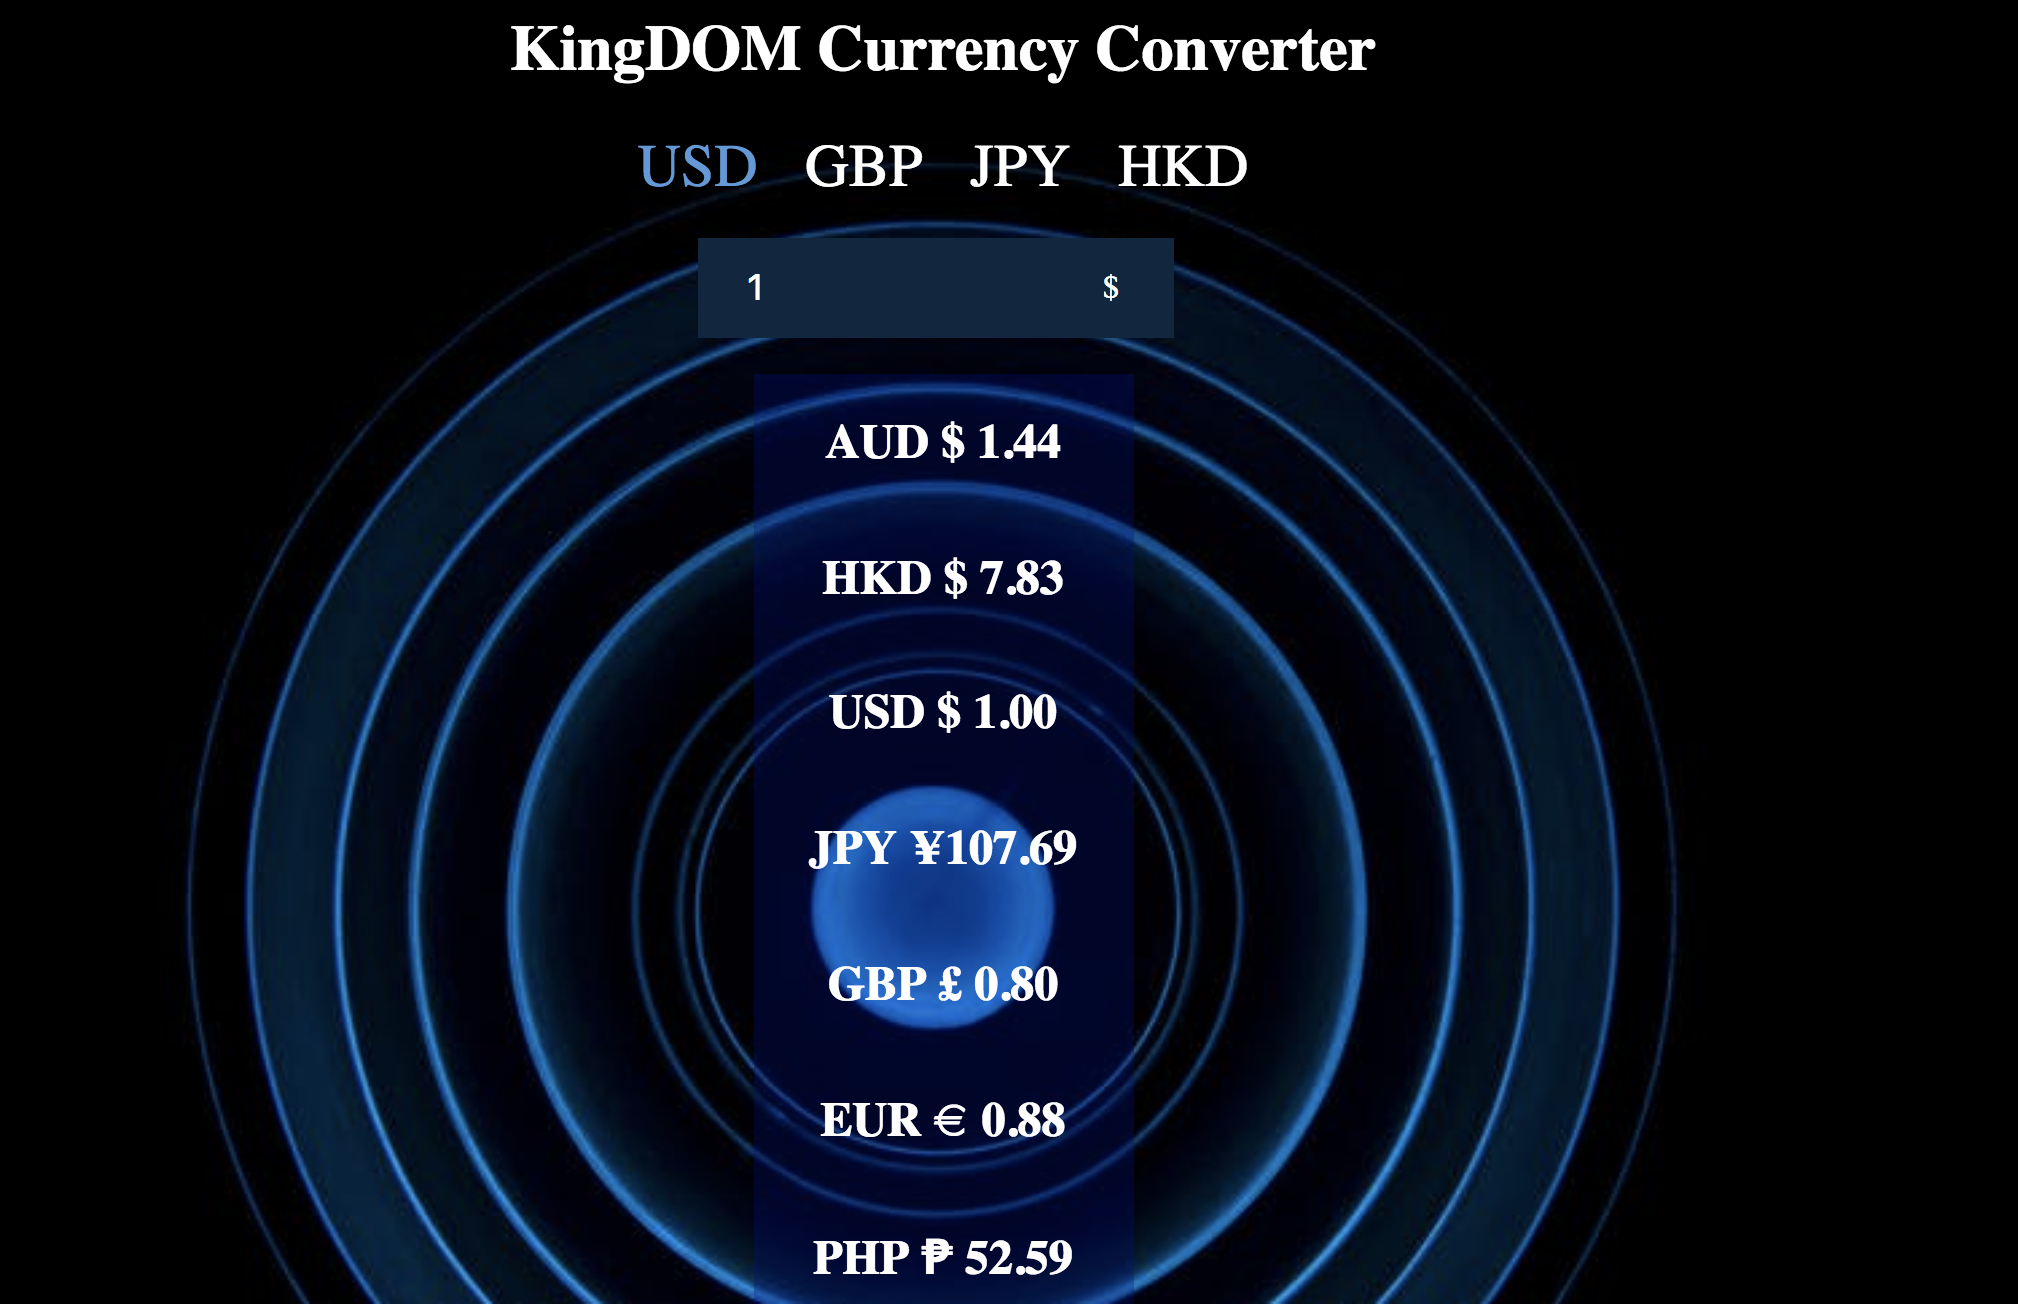 KingDOM Currency Converter
USD GBP JPY HKD
1 $
AUD $ 1.44
HKD $ 7.83
USD $ 1.00
JPY ¥107.69
GBP £ 0.80
EUR € 0.88
PHP ₱ 52.59